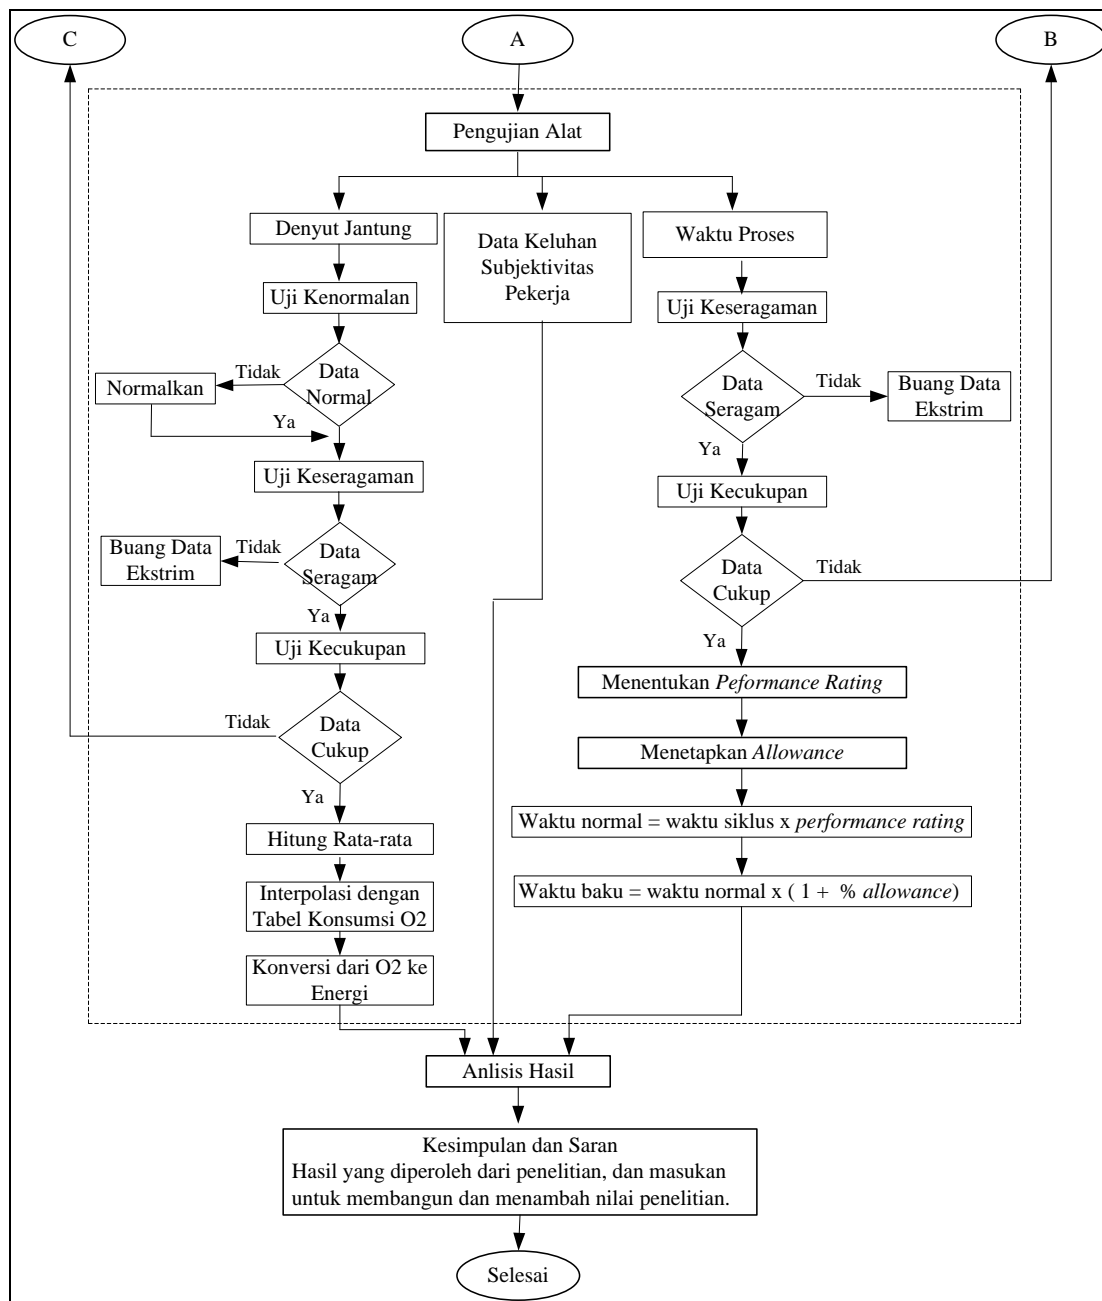 C
A
B
Pengujian Alat
Denyut Jantung
Data Keluhan
Subjektivitas
Pekerja
Waktu Proses
Uji Kenormalan
Uji Keseragaman
Data
Normal
Tidak
Normalkan
Ya
Data
Seragam
Tidak
Buang Data
Ekstrim
Ya
Uji Keseragaman
Uji Kecukupan
Data
Seragam
Tidak
Buang Data
Ekstrim
Ya
Data
Cukup
Tidak
Ya
Uji Kecukupan
Menentukan Peformance Rating
Data
Cukup
Tidak
Ya
Menetapkan Allowance
Hitung Rata-rata
Waktu normal = waktu siklus x performance rating
Interpolasi dengan
Tabel Konsumsi O2
Waktu baku = waktu normal x ( 1 + % allowance)
Konversi dari O2 ke
Energi
Anlisis Hasil
Kesimpulan dan Saran
Hasil yang diperoleh dari penelitian, dan masukan
untuk membangun dan menambah nilai penelitian.
Selesai